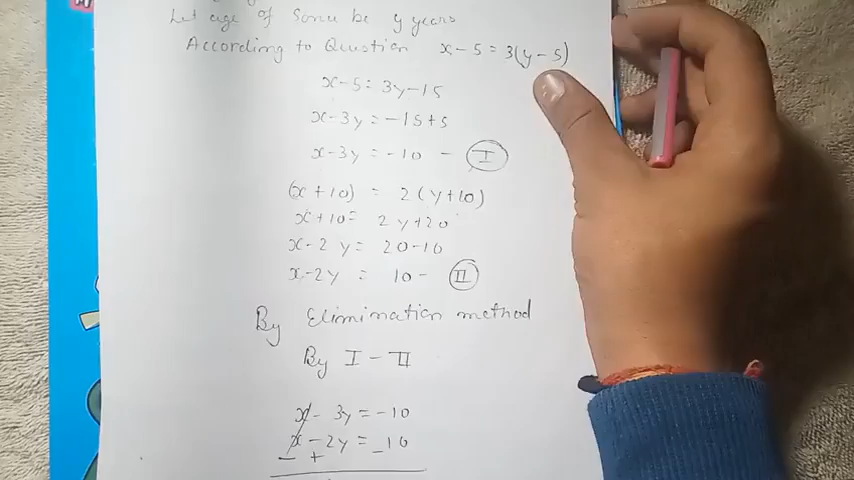 Let age of Sonu be y years
According to Question x-5 = 3(y-5)
x-5 = 3y-15
x-3y = -15+5
x-3y = -10 - I
(x+10) = 2(y+10)
x+10 = 2y+20
x-2y = 20-10
x-2y = 10 - II
By Elimination method
By I - II
x - 3y = -10
x - 2y = 10
- + -